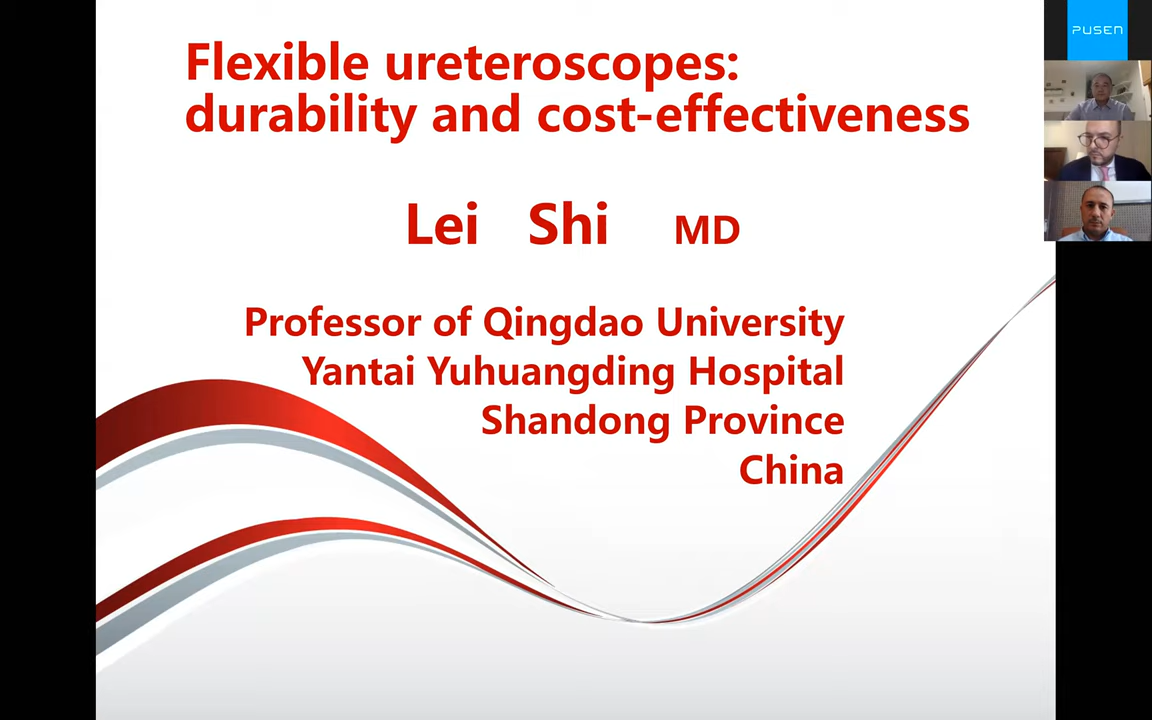 Flexible ureteroscopes:
durability and cost-effectiveness
Lei Shi MD
Professor of Qingdao University
Yantai Yuhuangding Hospital
Shandong Province
China
PUSEN